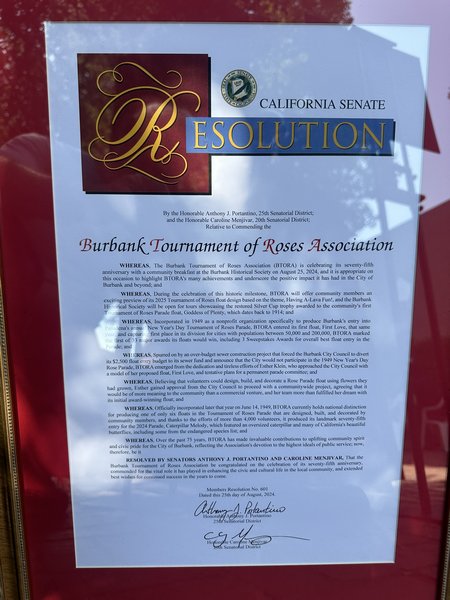 CALIFORNIA SENATE
RESOLUTION
By the Honorable Anthony J. Portantino, 25th Senatorial District;
and the Honorable Caroline Menjivar, 20th Senatorial District;
Relative to Commending the
Burbank Tournament of Roses Association
WHEREAS, The Burbank Tournament of Roses Association (BTORA) is celebrating its seventy-fifth
anniversary with a community breakfast at the Burbank Historical Society on August 25, 2024, and it is appropriate on
this occasion to highlight BTORA's many achievements and underscore the positive impact it has had in the City of
Burbank and beyond; and
WHEREAS, During the celebration of this historic milestone, BTORA will offer community members an
exciting preview of its 2025 Tournament of Roses float design based on the theme, Having A-Lava Fun!, and the Burbank
Historical Society will be open for tours showcasing the restored Silver Cup trophy awarded to the community's first
Tournament of Roses Parade float, Goddess of Plenty, which dates back to 1914; and
WHEREAS, Incorporated in 1949 as a nonprofit organization specifically to produce Burbank's entry into
New Year's Day Tournament of Roses Parade, BTORA entered its first float, First Love, that same
first place in its division for cities with populations between 50,000 and 200,000, BTORA marked
the first of 53 major awards its floats would win, including 3 Sweepstakes Awards for overall best float entry in the
Parade; and
WHEREAS, Spurred on by an over-budget sewer construction project that forced the Burbank City Council to divert
its $2,500 float entry budget to its sewer fund and announce that the City would not participate in the 1949 New Year's Day
Rose Parade, BTORA emerged from the dedication and tireless efforts of Esther Klein, who approached the City Council with
a model of her proposed float, First Love, and tentative plans for a permanent parade committee; and
WHEREAS, Believing that volunteers could design, build, and decorate a Rose Parade float using flowers they
had grown, Esther gained approval from the City Council to proceed with a community-wide project, agreeing that it
would be of more meaning to the community than a commercial venture, and her team more than fulfilled her dream with
its initial award-winning float; and
WHEREAS, Officially incorporated later that year on June 14, 1949, BTORA currently holds national distinction
for producing one of only six floats in the Tournament of Roses Parade that are designed, built, and decorated by
community members, and thanks to the efforts of more than 4,000 volunteers, it produced its landmark seventy-fifth
entry for the 2024 Parade, Caterpillar Melody, which featured an oversized caterpillar and many of California's beautiful
butterflies, including some from the endangered species list; and
WHEREAS, Over the past 75 years, BTORA has made invaluable contributions to uplifting community spirit
and civic pride for the City of Burbank, reflecting the Association's devotion to the highest ideals of public service; now,
therefore, be it
RESOLVED BY SENATORS ANTHONY J. PORTANTINO AND CAROLINE MENJIVAR, That the
Burbank Tournament of Roses Association be congratulated on the celebration of its seventy-fifth anniversary,
commended for the vital role it has played in enhancing the civic and cultural life in the local community, and extended
best wishes for continued success in the years to come.
Members Resolution No. 601
Dated this 25th day of August, 2024.
Anthony J. Portantino
Honorable Anthony J. Portantino
25th Senatorial District
Honorable Caroline Menjivar
20th Senatorial District